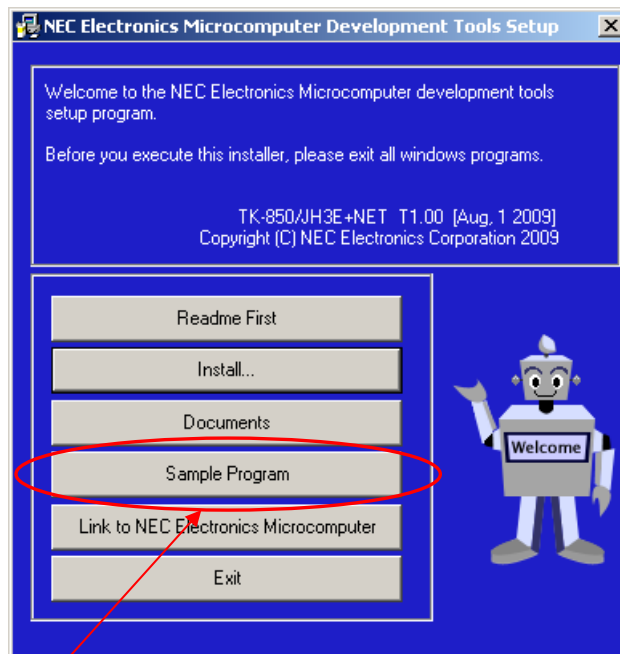 NEC Electronics Microcomputer Development Tools Setup
Welcome to the NEC Electronics Microcomputer development tools
setup program.
Before you execute this installer, please exit all windows programs.
TK-850/JH3E+NET T1.00 [Aug, 1 2009]
Copyright (C) NEC Electronics Corporation 2009
Readme First
Install...
Documents
Sample Program
Link to NEC Electronics Microcomputer
Exit
Welcome